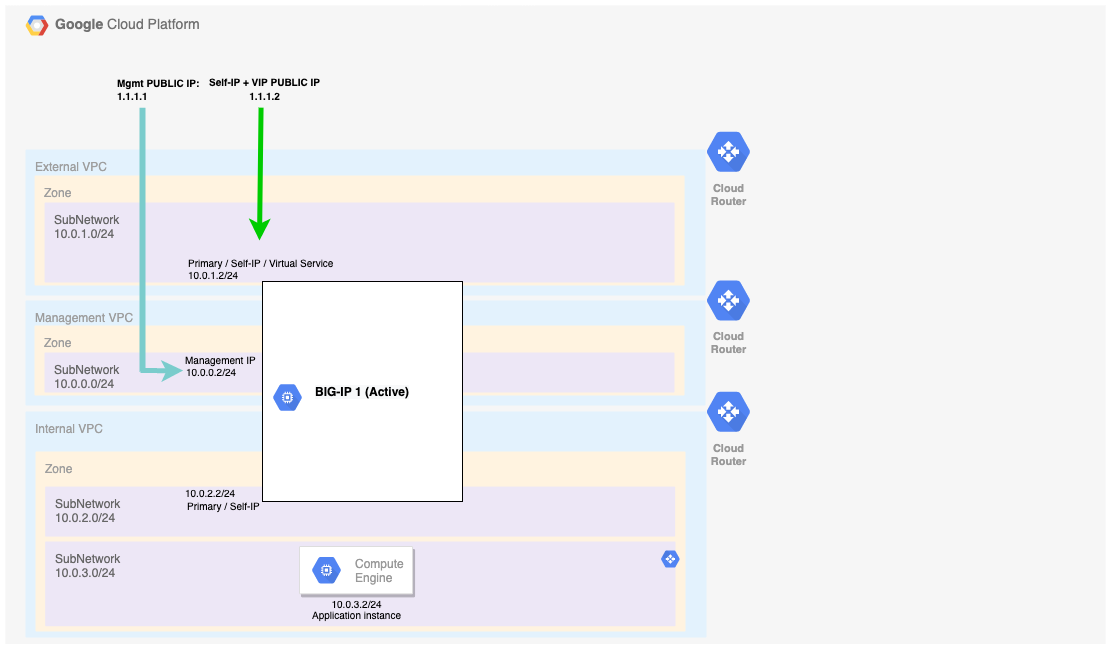 Google Cloud Platform
Mgmt PUBLIC IP:
1.1.1.1
Self-IP + VIP PUBLIC IP
1.1.1.2
External VPC
Zone
SubNetwork
10.0.1.0/24
Primary / Self-IP / Virtual Service
10.0.1.2/24
Cloud
Router
Management VPC
Zone
SubNetwork
10.0.0.0/24
Management IP
10.0.0.2/24
BIG-IP 1 (Active)
Cloud
Router
Internal VPC
Zone
SubNetwork
10.0.2.0/24
10.0.2.2/24
Primary / Self-IP
Cloud
Router
SubNetwork
10.0.3.0/24
Compute
Engine
10.0.3.2/24
Application instance